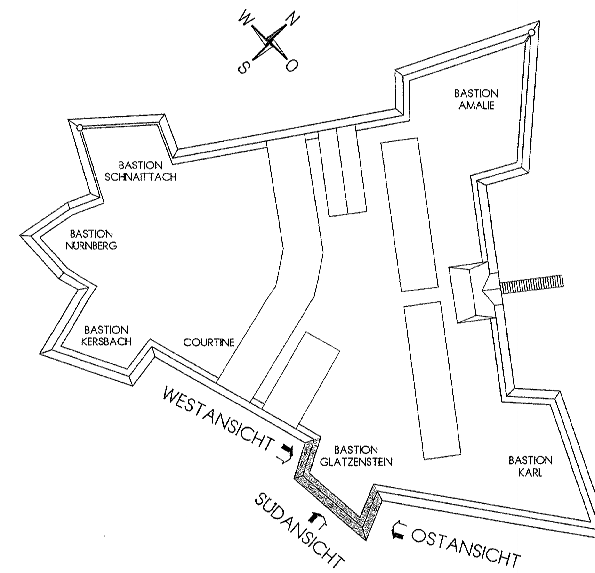 W N
S O
BASTION
AMALIE
BASTION
SCHNAITTACH
BASTION
NÜRNBERG
BASTION
KERSBACH
COURTINE
WESTANSICHT
BASTION
GLATZENSTEIN
BASTION
KARL
SÜDANSICHT
OSTANSICHT